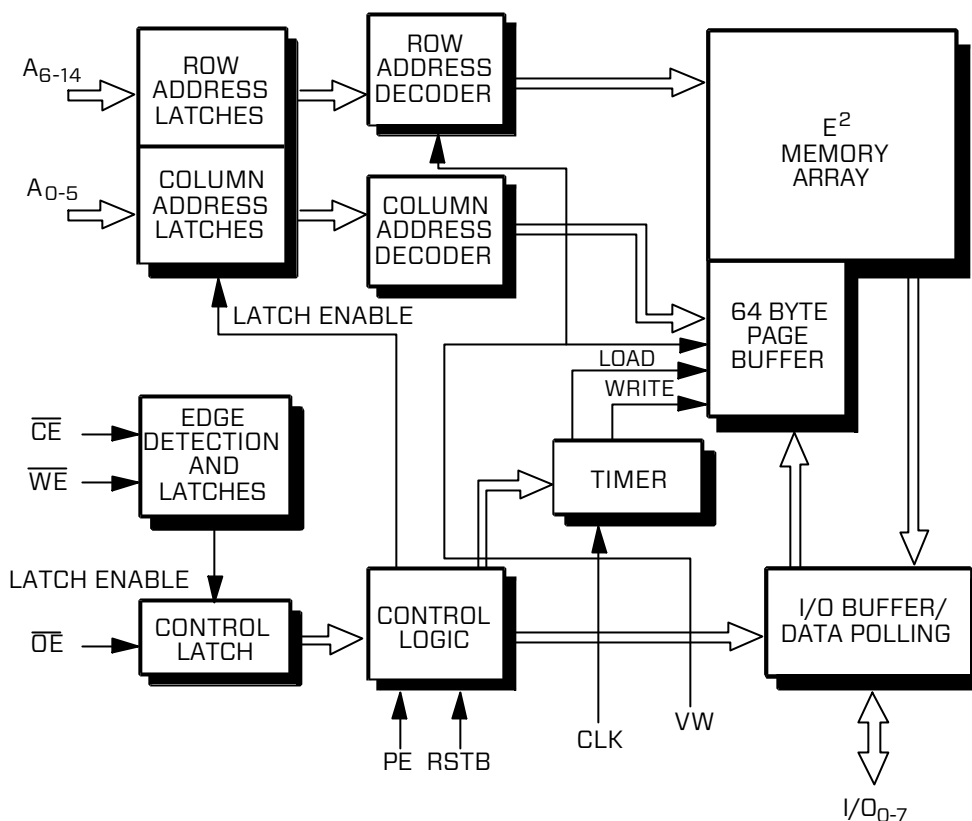 A6-14
ROW
ADDRESS
LATCHES
ROW
ADDRESS
DECODER
E²
MEMORY
ARRAY
A0-5
COLUMN
ADDRESS
LATCHES
COLUMN
ADDRESS
DECODER
LATCH ENABLE
64 BYTE
PAGE
BUFFER
LOAD
WRITE
CE
WE
EDGE
DETECTION
AND
LATCHES
TIMER
LATCH ENABLE
OE
CONTROL
LATCH
CONTROL
LOGIC
I/O BUFFER/
DATA POLLING
PE
RSTB
CLK
VW
I/O0-7